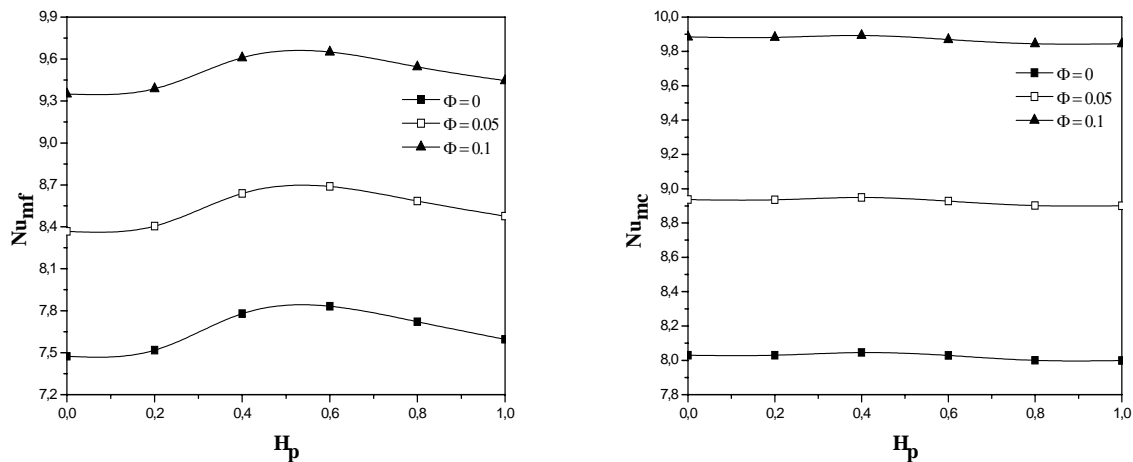 9,9
9,6
9,3
9,0
8,7
8,4
8,1
7,8
7,5
7,2
Nu_mf
Φ = 0
Φ = 0.05
Φ = 0.1
0,0 0,2 0,4 0,6 0,8 1,0
H_p
10,0
9,8
9,6
9,4
9,2
9,0
8,8
8,6
8,4
8,2
8,0
7,8
Nu_mc
Φ = 0
Φ = 0.05
Φ = 0.1
0,0 0,2 0,4 0,6 0,8 1,0
H_p